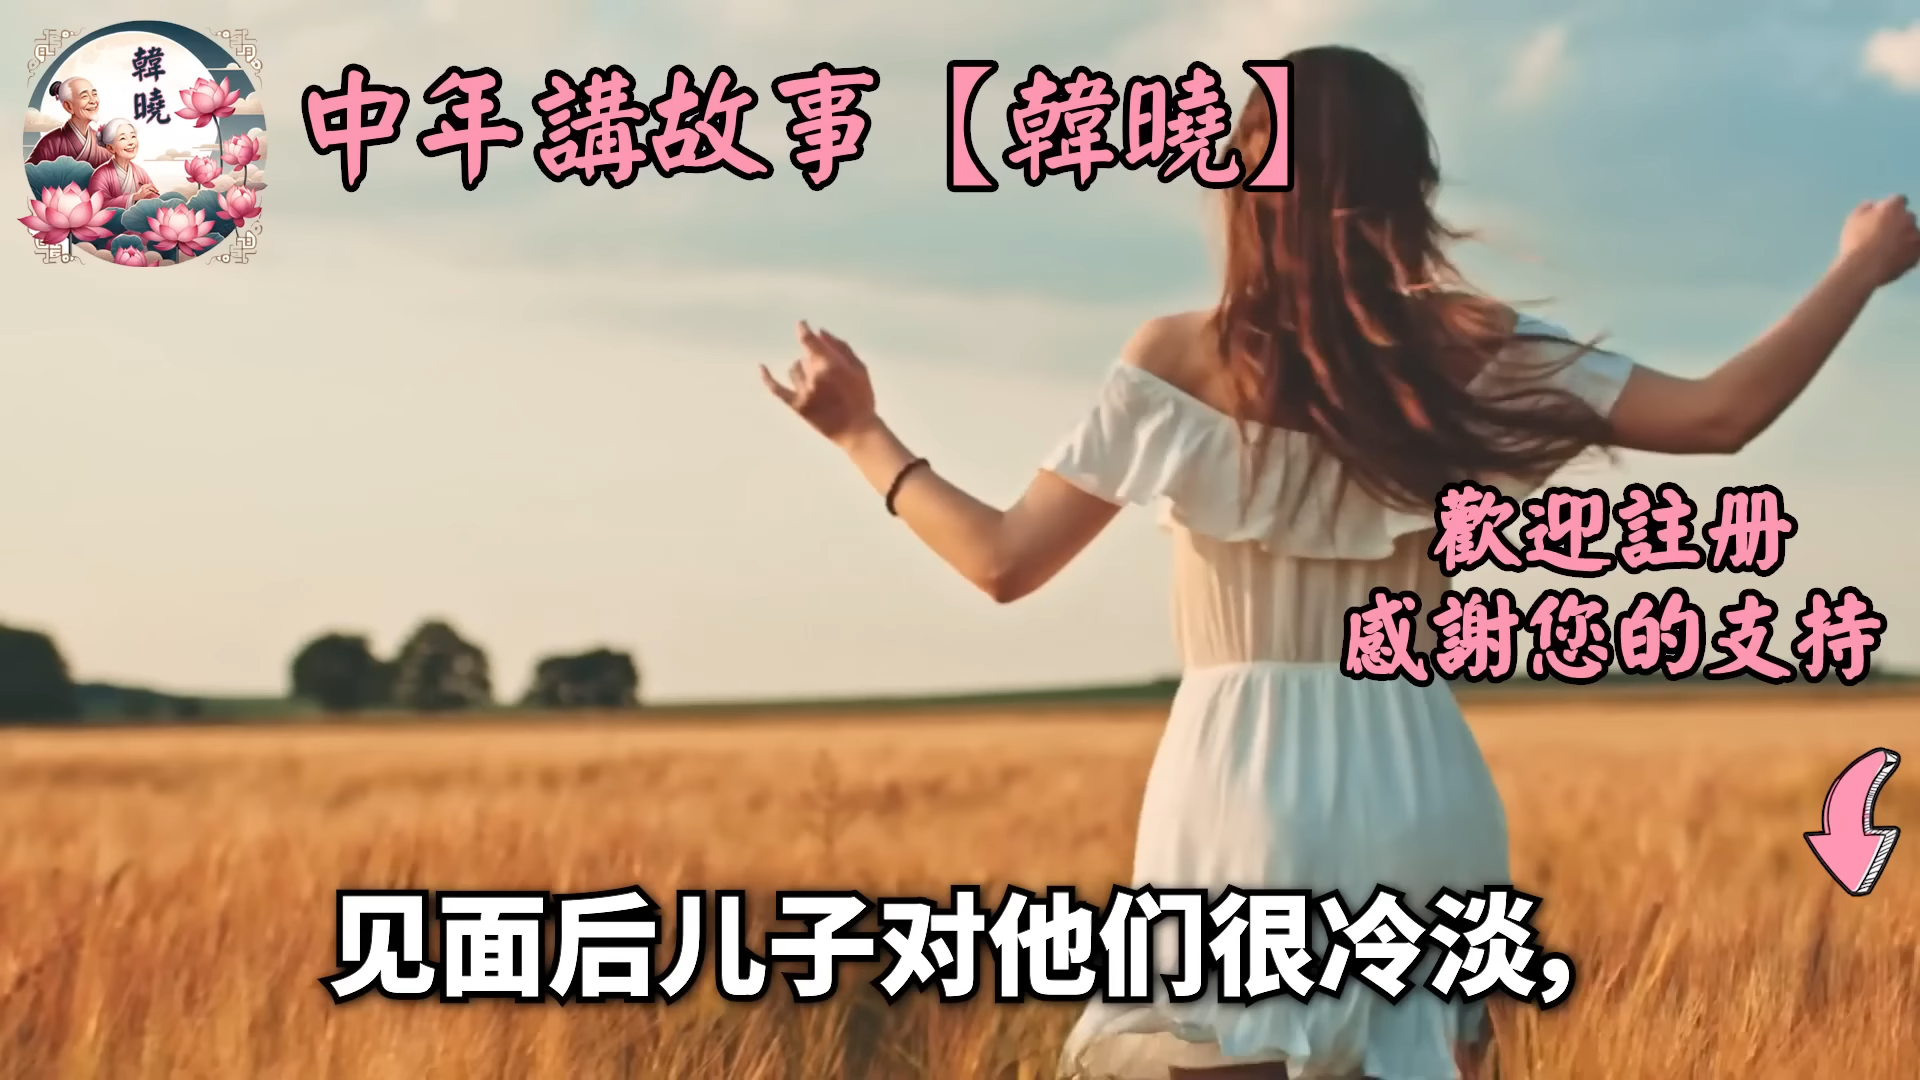 韓曉
中年講故事【韓曉】
歡迎註册
感謝您的支持
见面后儿子对他们很冷淡,